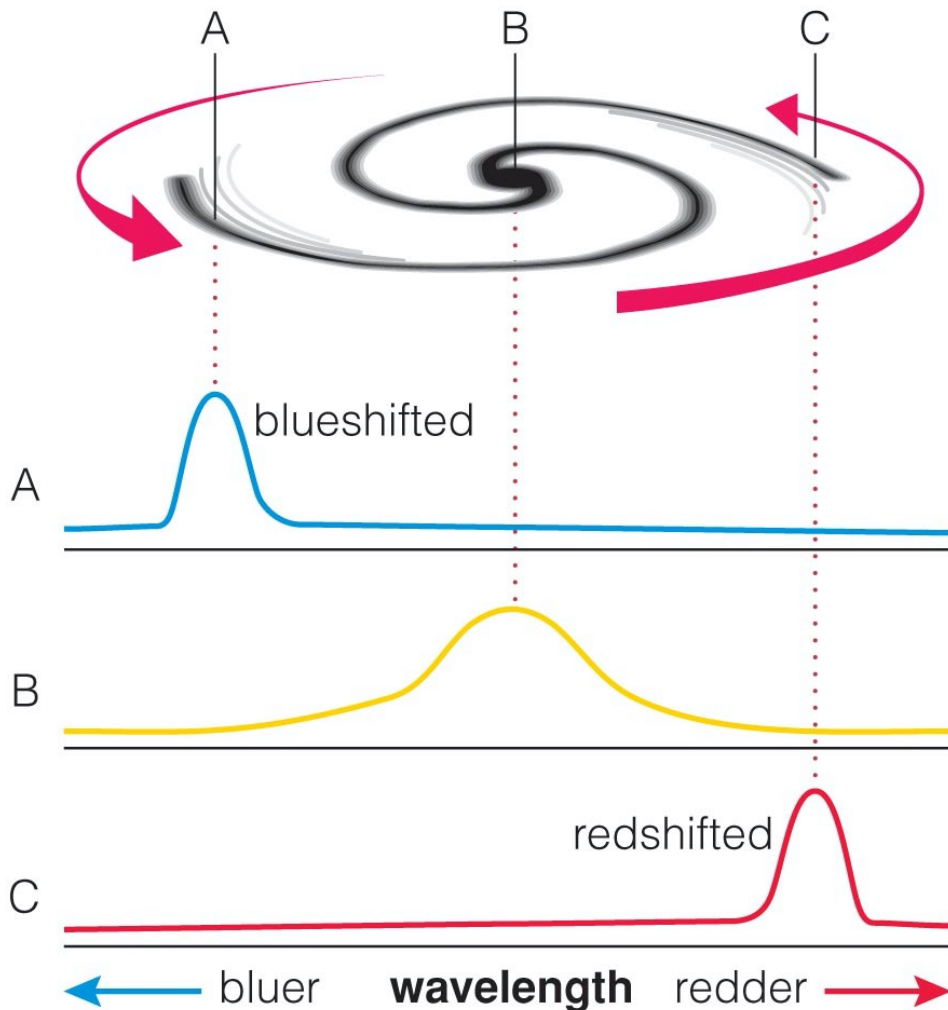 A B C
blueshifted
A
B
redshifted
C
bluer wavelength redder